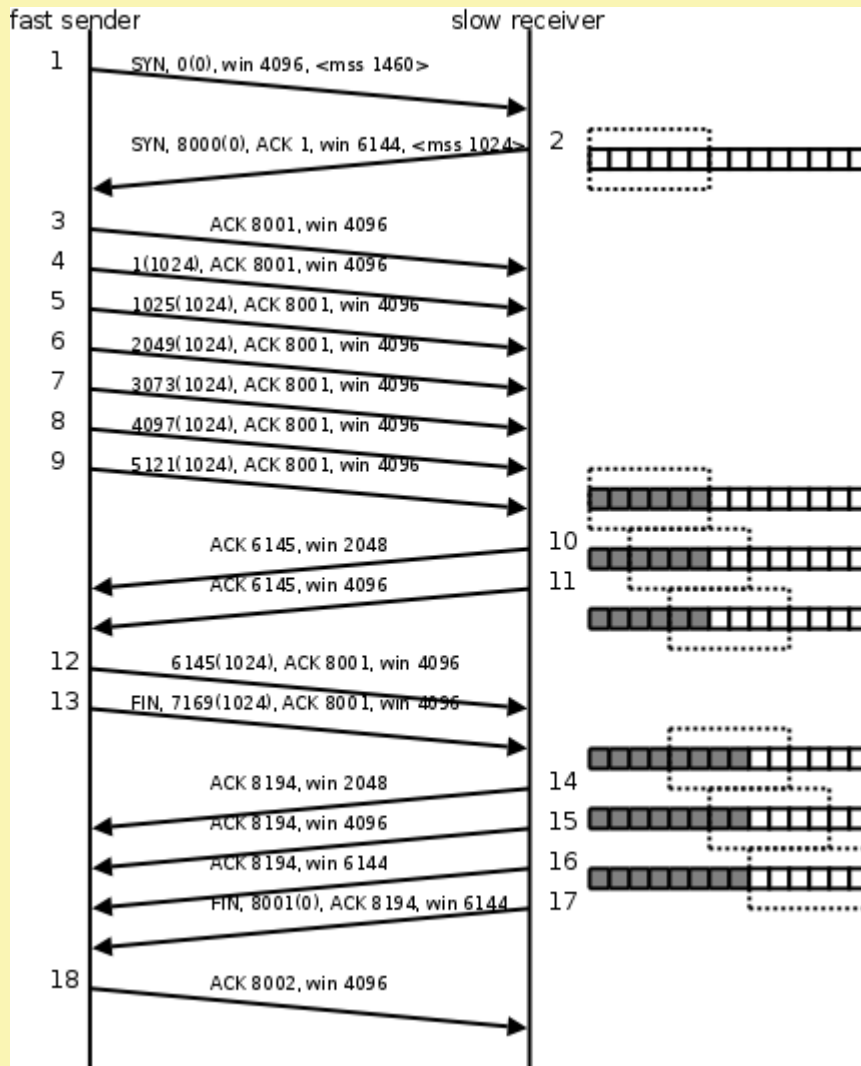 fast sender
slow receiver
1
SYN, 0(0), win 4096, <mss 1460>
SYN, 8000(0), ACK 1, win 6144, <mss 1024>
2
3
ACK 8001, win 4096
4
1(1024), ACK 8001, win 4096
5
1025(1024), ACK 8001, win 4096
6
2049(1024), ACK 8001, win 4096
7
3073(1024), ACK 8001, win 4096
8
4097(1024), ACK 8001, win 4096
9
5121(1024), ACK 8001, win 4096
ACK 6145, win 2048
10
ACK 6145, win 4096
11
12
6145(1024), ACK 8001, win 4096
13
FIN, 7169(1024), ACK 8001, win 4096
ACK 8194, win 2048
14
ACK 8194, win 4096
15
ACK 8194, win 6144
16
FIN, 8001(0), ACK 8194, win 6144
17
18
ACK 8002, win 4096